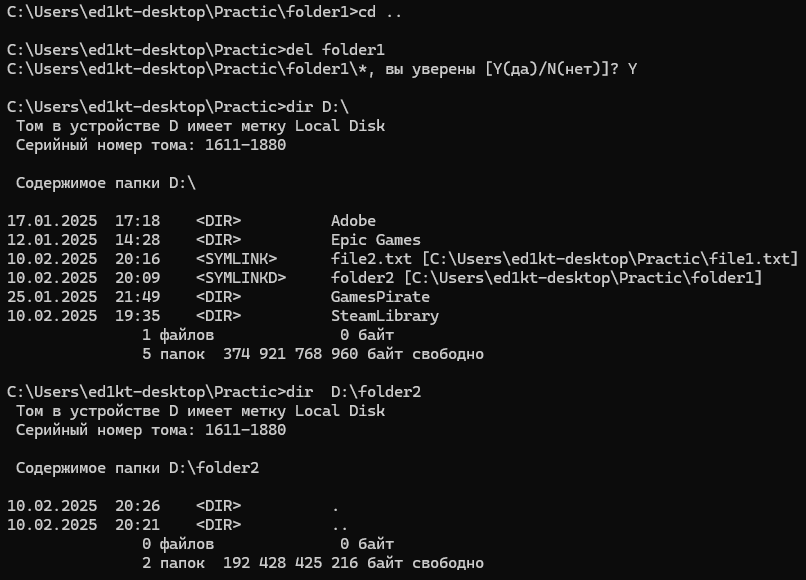 C:\Users\ed1kt-desktop\Practic\folder1>cd ..
C:\Users\ed1kt-desktop\Practic>del folder1
C:\Users\ed1kt-desktop\Practic\folder1\*, вы уверены [Y(да)/N(нет)]? Y
C:\Users\ed1kt-desktop\Practic>dir D:\
Том в устройстве D имеет метку Local Disk
Серийный номер тома: 1611-1880
Содержимое папки D:\
17.01.2025  17:18    <DIR>          Adobe
12.01.2025  14:28    <DIR>          Epic Games
10.02.2025  20:16    <SYMLINK>      file2.txt [C:\Users\ed1kt-desktop\Practic\file1.txt]
10.02.2025  20:09    <SYMLINKD>     folder2 [C:\Users\ed1kt-desktop\Practic\folder1]
25.01.2025  21:49    <DIR>          GamesPirate
10.02.2025  19:35    <DIR>          SteamLibrary
1 файлов              0 байт
5 папок  374 921 768 960 байт свободно
C:\Users\ed1kt-desktop\Practic>dir  D:\folder2
Том в устройстве D имеет метку Local Disk
Серийный номер тома: 1611-1880
Содержимое папки D:\folder2
10.02.2025  20:26    <DIR>          .
10.02.2025  20:21    <DIR>          ..
0 файлов              0 байт
2 папок  192 428 425 216 байт свободно